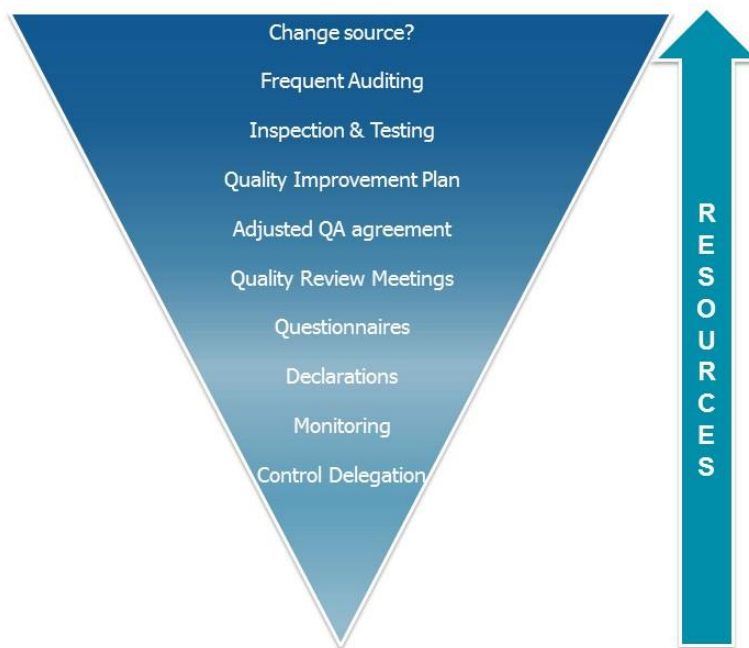 Change source?
Frequent Auditing
Inspection & Testing
Quality Improvement Plan
Adjusted QA agreement
Quality Review Meetings
Questionnaires
Declarations
Monitoring
Control Delegation
RESOURCES